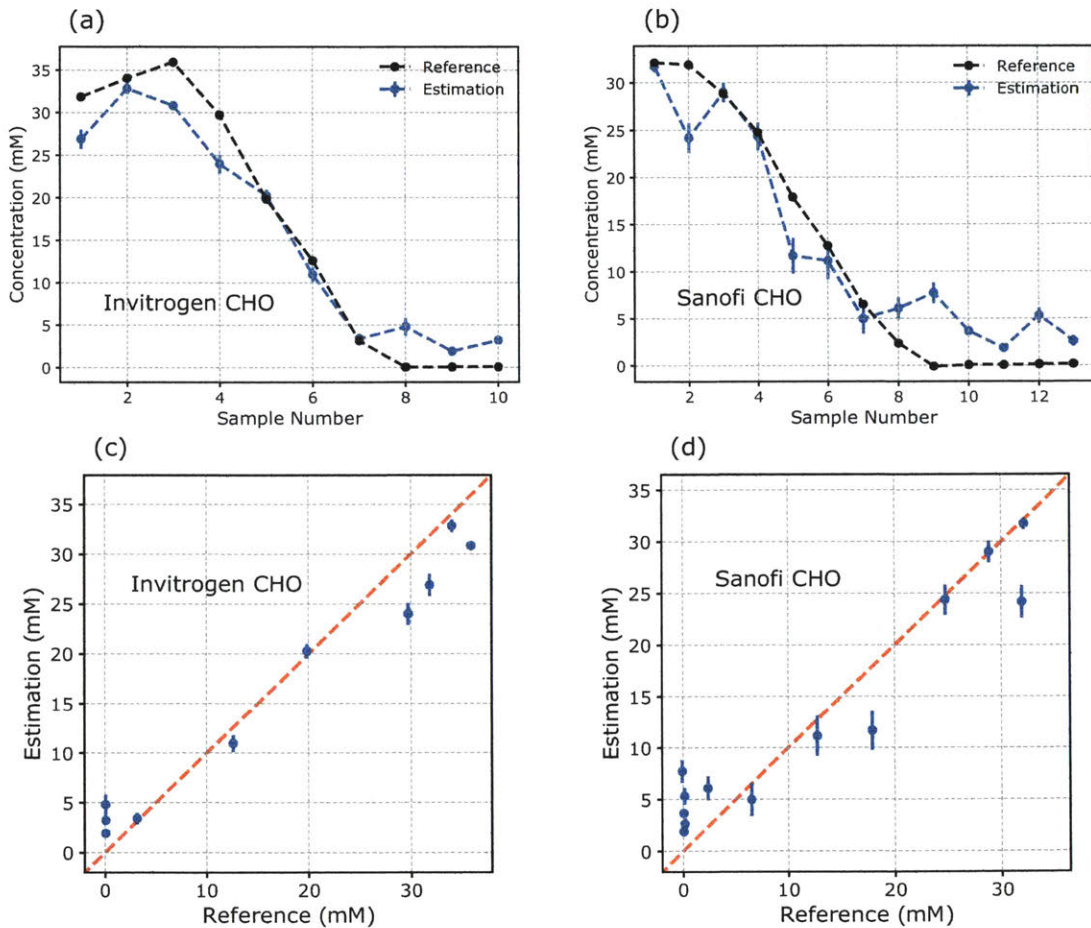 (a)
Concentration (mM)
35
30
25
20
15
10
5
0
Reference
Estimation
Invitrogen CHO
2
4
6
8
10
Sample Number
(b)
Concentration (mM)
30
25
20
15
10
5
0
Reference
Estimation
Sanofi CHO
2
4
6
8
10
12
Sample Number
(c)
Estimation (mM)
35
30
25
20
15
10
5
0
Invitrogen CHO
0
10
20
30
Reference (mM)
(d)
Estimation (mM)
35
30
25
20
15
10
5
0
Sanofi CHO
0
10
20
30
Reference (mM)